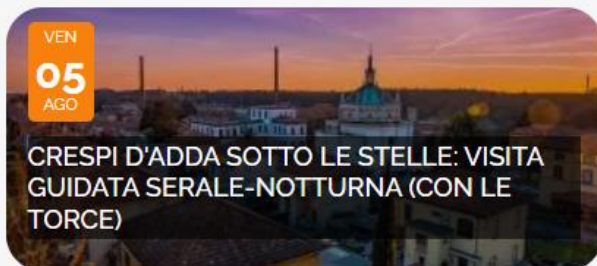 VEN
05
AGO
CRESPI D'ADDA SOTTO LE STELLE: VISITA
GUIDATA SERALE-NOTTURNA (CON LE
TORCE)